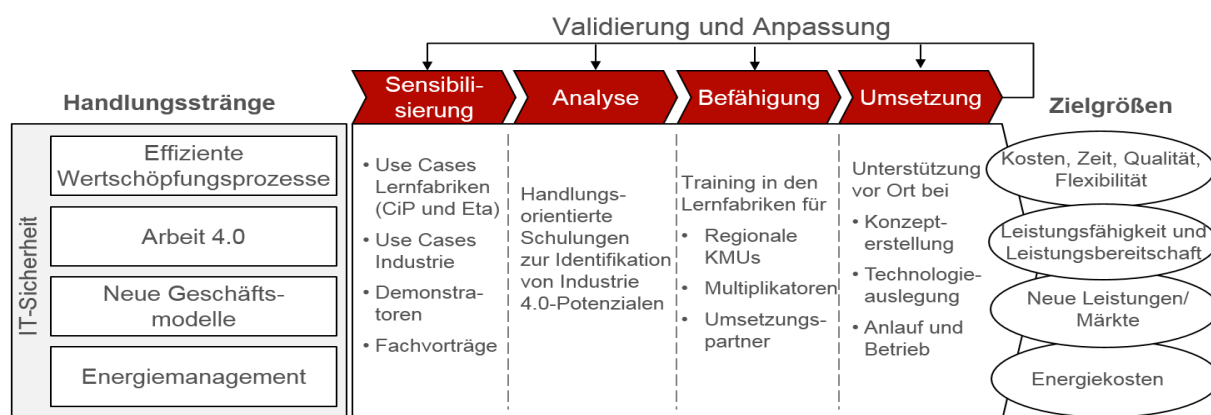 Validierung und Anpassung
Handlungsstränge
IT-Sicherheit
Effiziente
Wertschöpfungsprozesse
Arbeit 4.0
Neue Geschäfts-
modelle
Energiemanagement
Sensibili-
sierung
• Use Cases
Lernfabriken
(CiP und Eta)
• Use Cases
Industrie
• Demonstra-
toren
• Fachvorträge
Analyse
Handlungs-
orientierte
Schulungen
zur Identifikation
von Industrie
4.0-Potenzialen
Befähigung
Training in den
Lernfabriken für
• Regionale
KMUs
• Multiplikatoren
• Umsetzungs-
partner
Umsetzung
Unterstützung
vor Ort bei
• Konzept-
erstellung
• Technologie-
auslegung
• Anlauf und
Betrieb
Zielgrößen
Kosten, Zeit, Qualität,
Flexibilität
Leistungsfähigkeit und
Leistungsbereitschaft
Neue Leistungen/
Märkte
Energiekosten